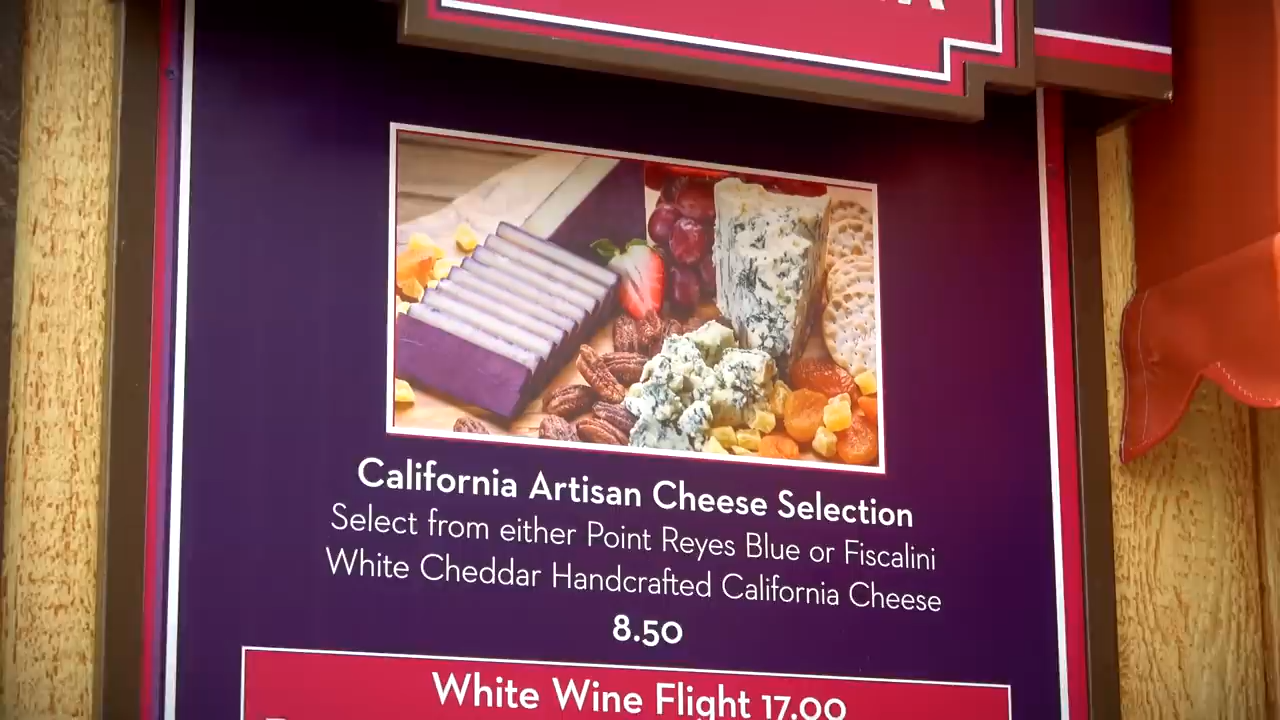 California Artisan Cheese Selection
Select from either Point Reyes Blue or Fiscalini
White Cheddar Handcrafted California Cheese
8.50
White Wine Flight 17.00